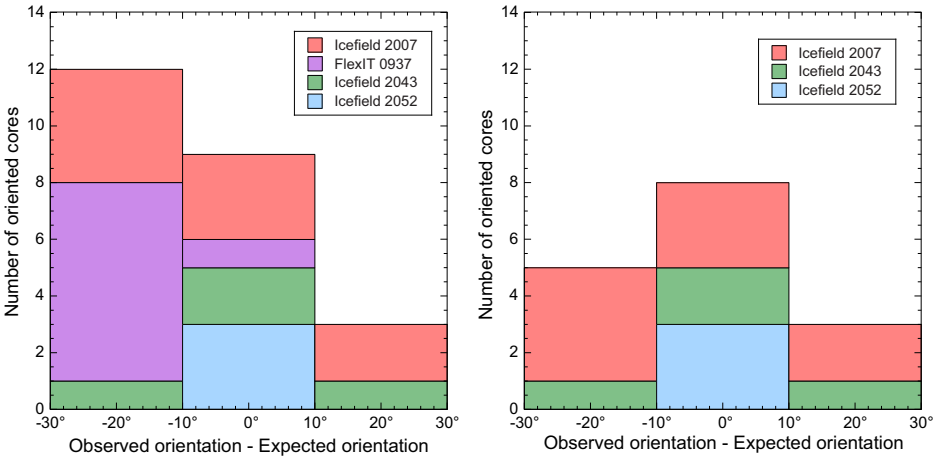 14
12
10
8
6
4
2
0
Number of oriented cores
Icefield 2007
FlexIT 0937
Icefield 2043
Icefield 2052
-30° -20° -10° 0° 10° 20° 30°
Observed orientation - Expected orientation
14
12
10
8
6
4
2
0
Number of oriented cores
Icefield 2007
Icefield 2043
Icefield 2052
-30° -20° -10° 0° 10° 20° 30°
Observed orientation - Expected orientation